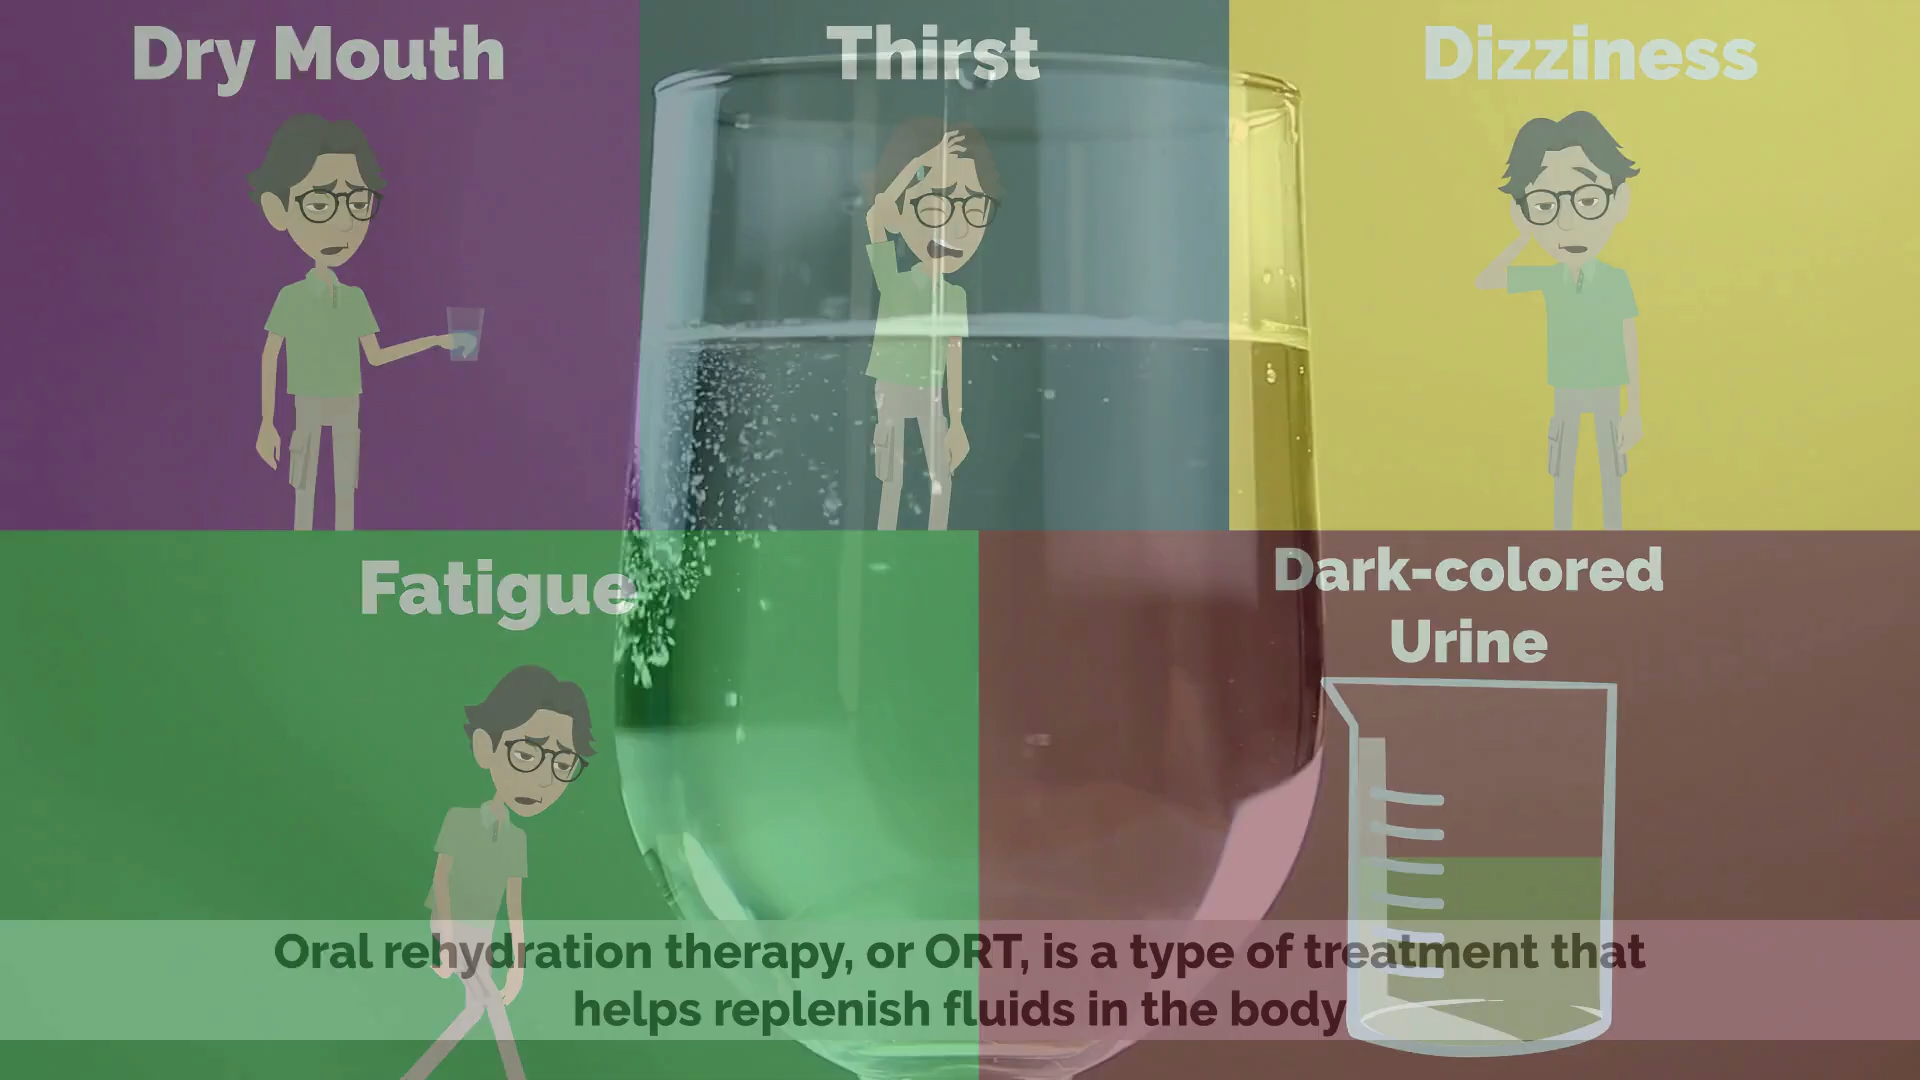 Dry Mouth
Thirst
Dizziness
Fatigue
Dark-colored
Urine
Oral rehydration therapy, or ORT, is a type of treatment that
helps replenish fluids in the body